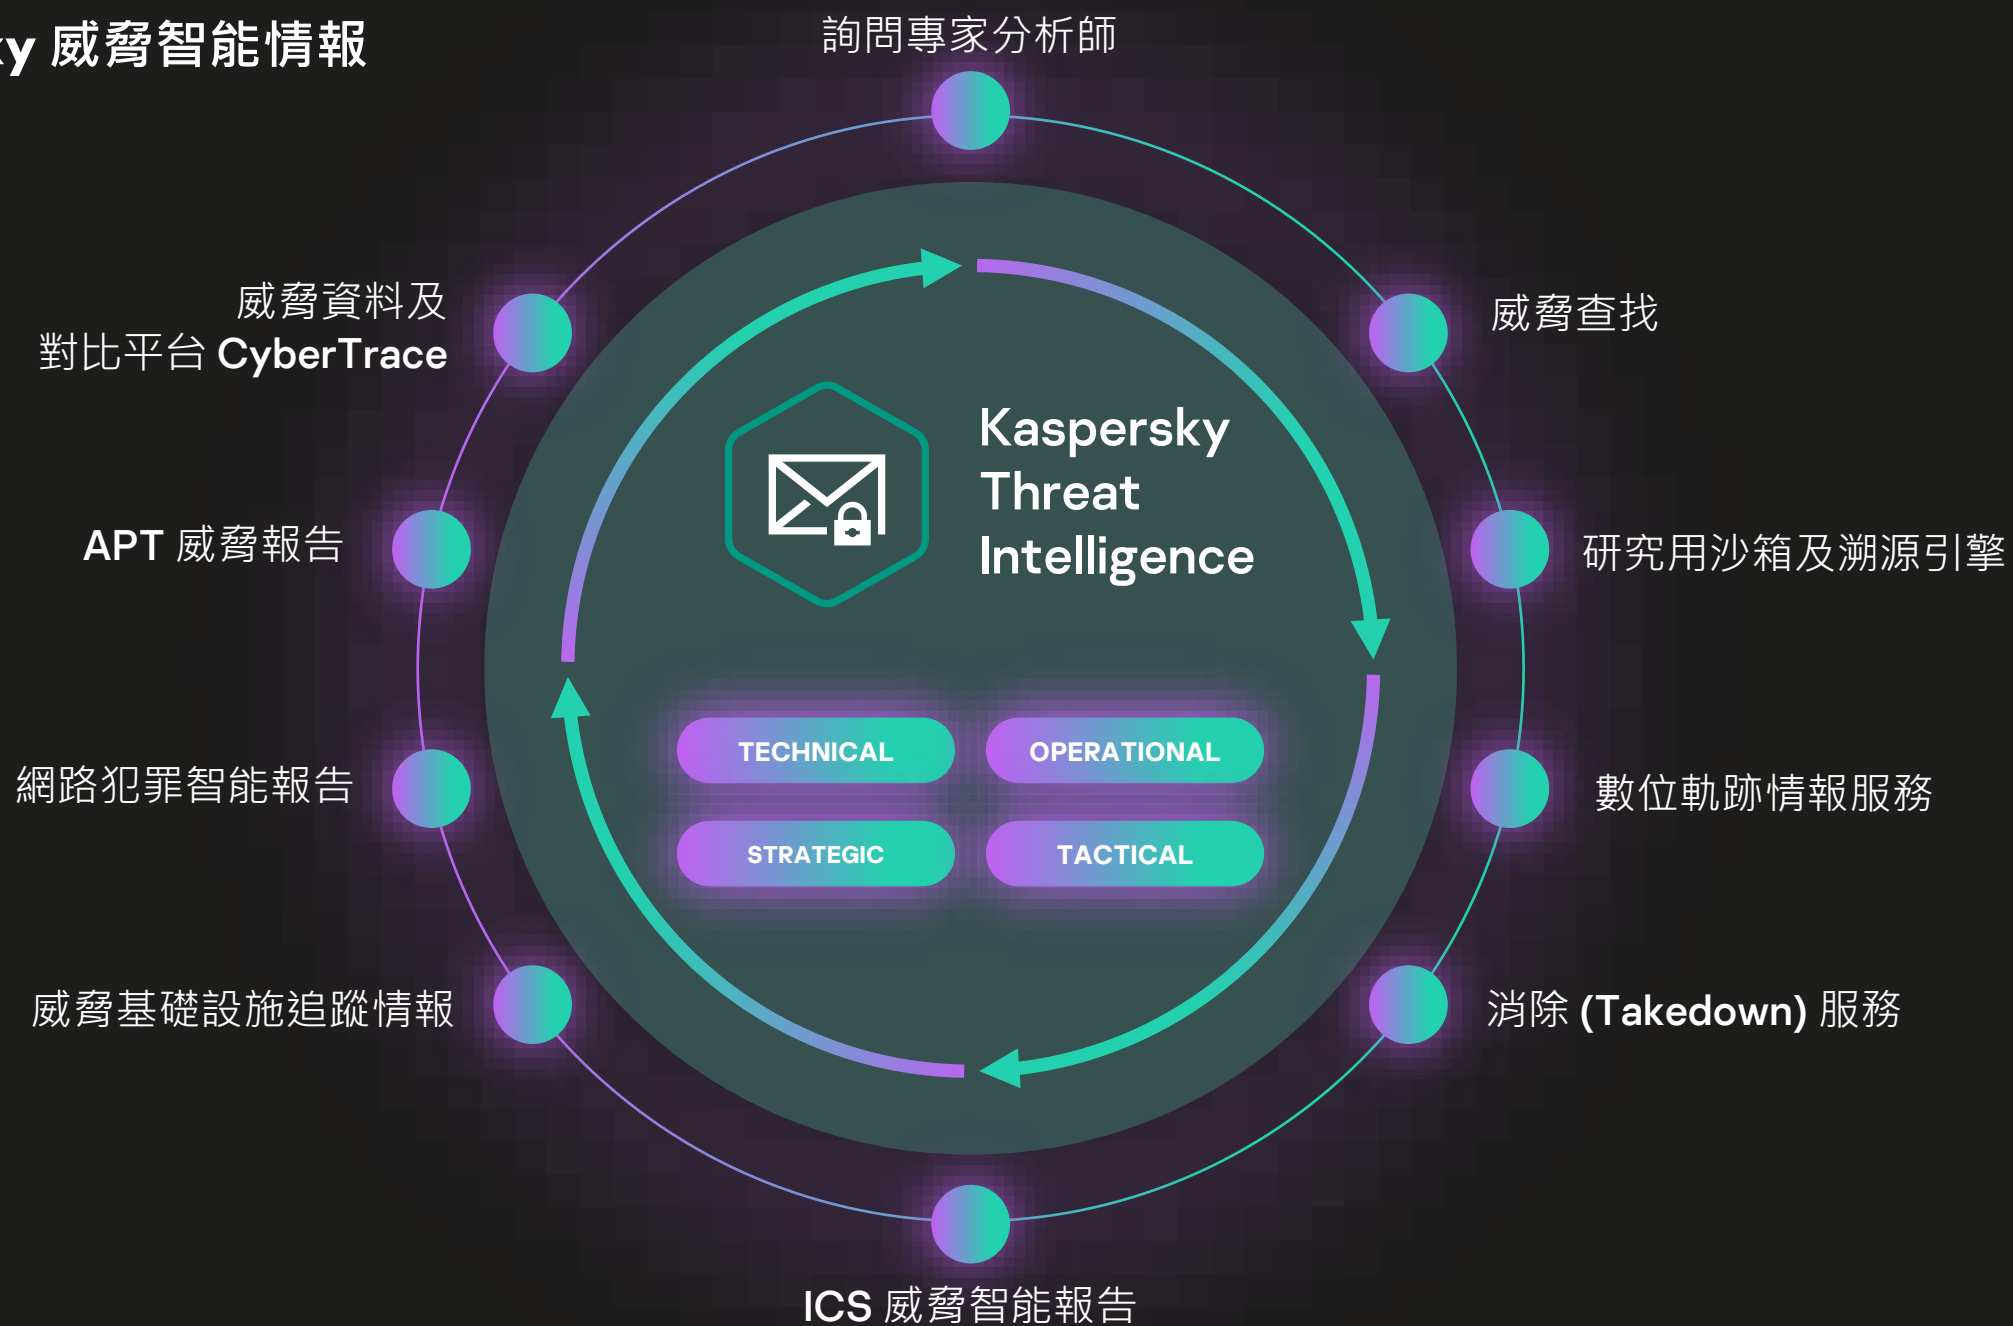 ky 威脅智能情報
詢問專家分析師
威脅資料及
對比平台 CyberTrace
威脅查找
Kaspersky
Threat
Intelligence
APT 威脅報告
研究用沙箱及溯源引擎
TECHNICAL
OPERATIONAL
網路犯罪智能報告
數位軌跡情報服務
STRATEGIC
TACTICAL
威脅基礎設施追蹤情報
消除 (Takedown) 服務
ICS 威脅智能報告